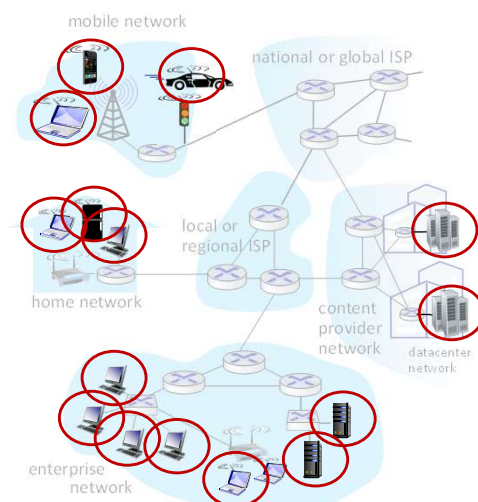 mobile network
national or global ISP
local or
regional ISP
home network
content
provider
network
datacenter
network
enterprise
network